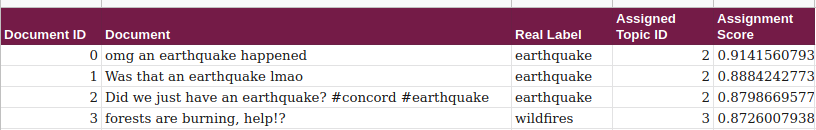 Document ID Document Real Label Assigned Topic ID Assignment Score
0 omg an earthquake happened earthquake 2 0.9141560793
1 Was that an earthquake lmao earthquake 2 0.8884242773
2 Did we just have an earthquake? #concord #earthquake earthquake 2 0.8798669577
3 forests are burning, help!? wildfires 3 0.8726007938